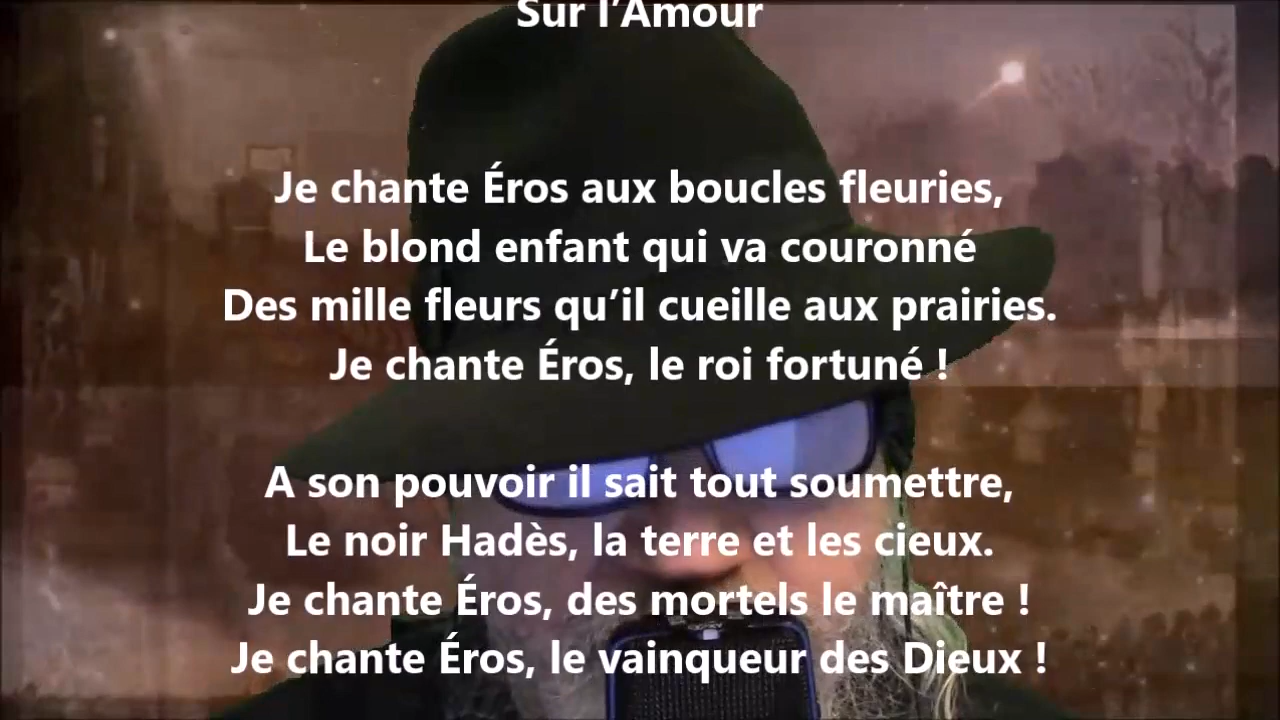 Sur l’Amour
Je chante Éros aux boucles fleuries,
Le blond enfant qui va couronné
Des mille fleurs qu’il cueille aux prairies.
Je chante Éros, le roi fortuné !
A son pouvoir il sait tout soumettre,
Le noir Hadès, la terre et les cieux.
Je chante Éros, des mortels le maître !
Je chante Éros, le vainqueur des Dieux !